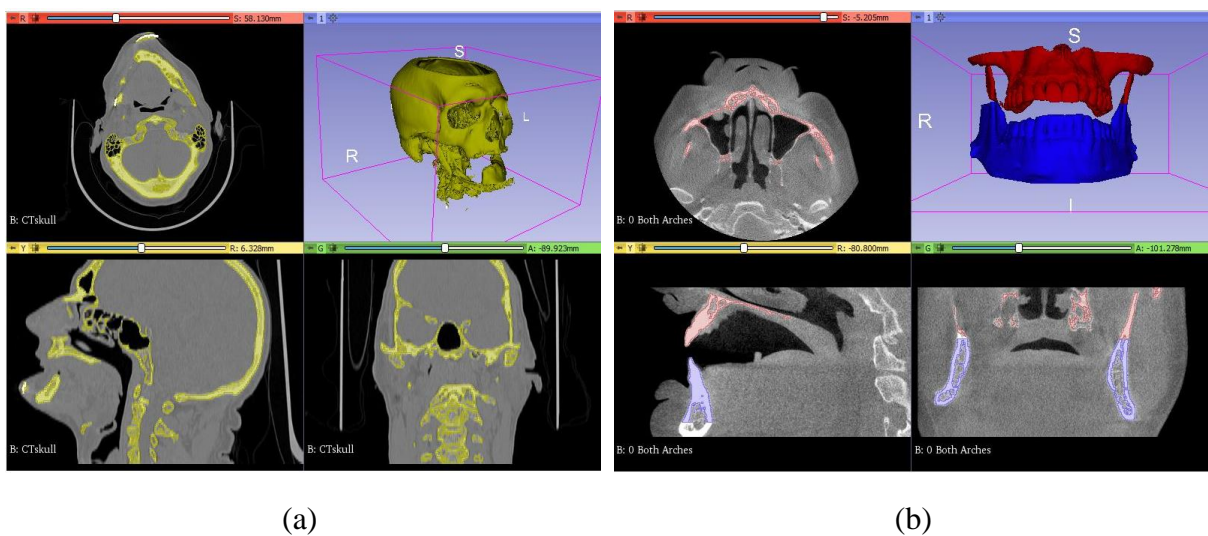 R S: 58.130mm
1
S
L
R
B: CTskull
Y R: 6.328mm
G A: -89.923mm
B: CTskull
B: CTskull
R S: -5.205mm
1
S
R
I
B: 0 Both Arches
Y R: -80.800mm
G A: -101.278mm
B: 0 Both Arches
B: 0 Both Arches
(a)
(b)